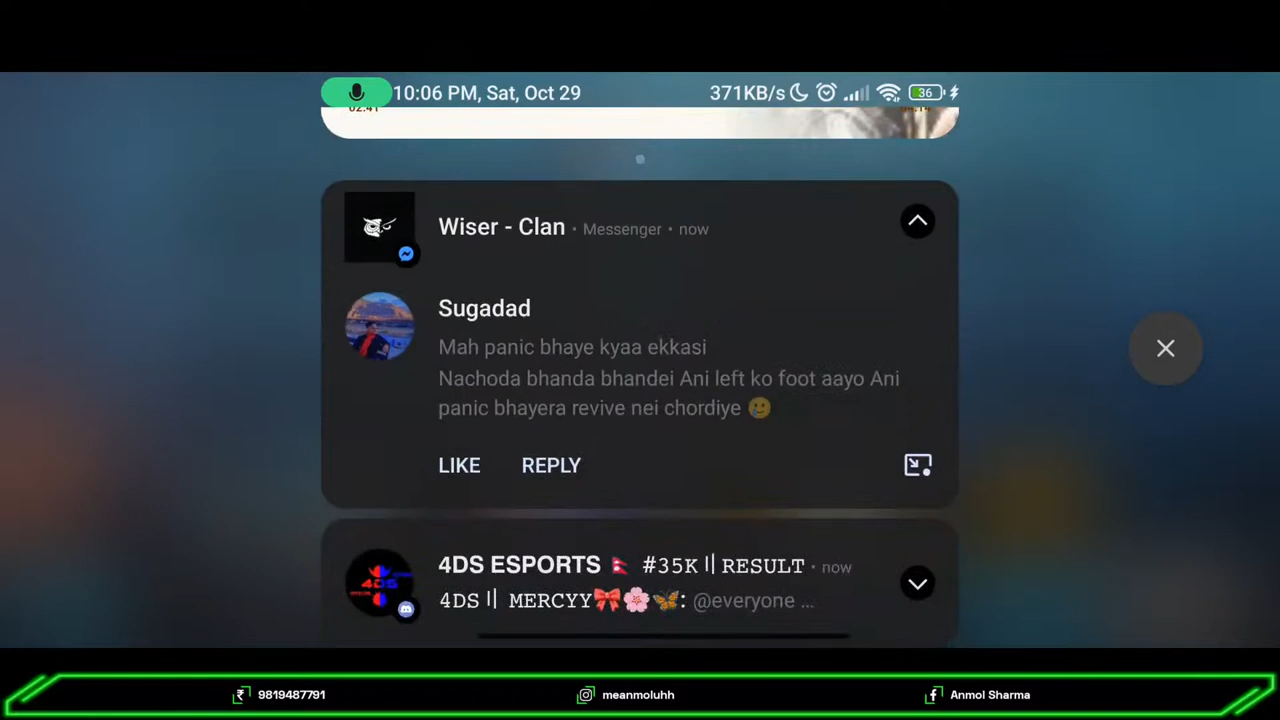 10:06 PM, Sat, Oct 29 371KB/s 36
Wiser - Clan • Messenger • now
Sugadad
Mah panic bhaye kyaa ekkasi
Nachoda bhanda bhandei Ani left ko foot aayo Ani
panic bhayera revive nei chordiye 🥲
LIKE REPLY
4DS ESPORTS 🇳🇵 #35K〢RESULT • now
4DS〢 MERCYY🎀🌸🦋: @everyone ...
4DS
₹ 9819487791 meanmoluhh Anmol Sharma